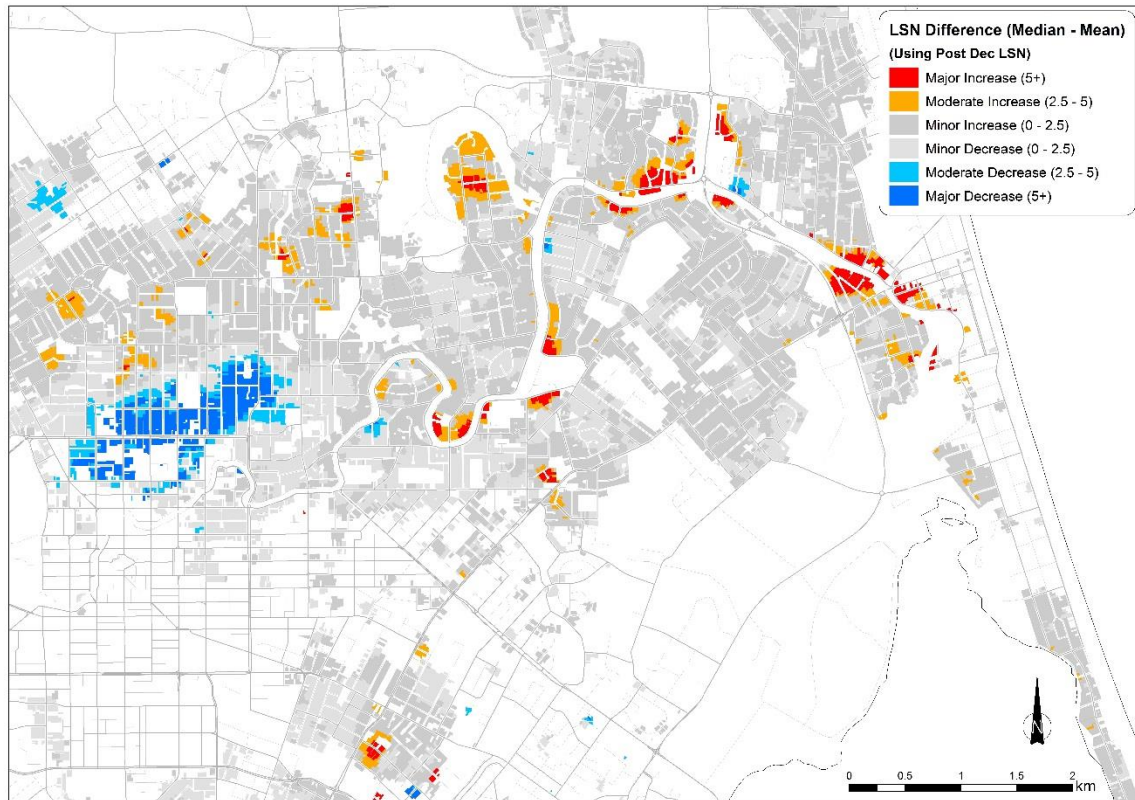 LSN Difference (Median - Mean)
(Using Post Dec LSN)
Major Increase (5+)
Moderate Increase (2.5 - 5)
Minor Increase (0 - 2.5)
Minor Decrease (0 - 2.5)
Moderate Decrease (2.5 - 5)
Major Decrease (5+)
N
0 0.5 1 1.5 2
km